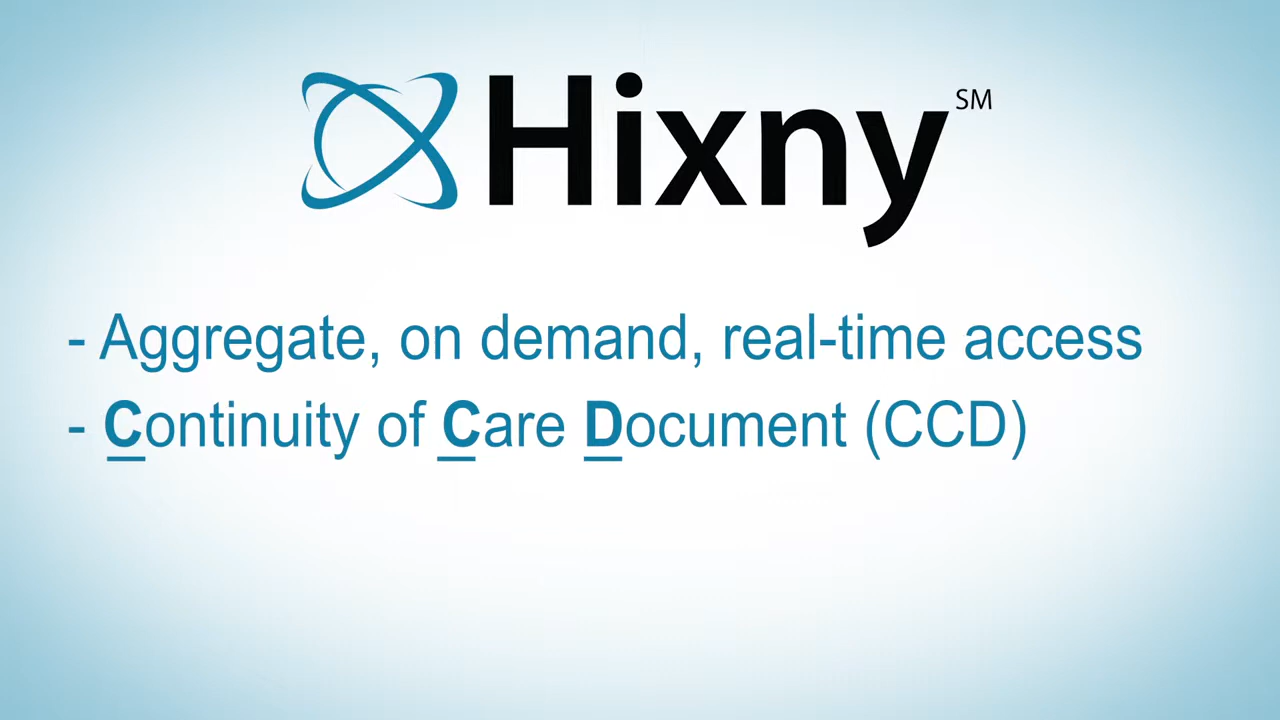 Hixny SM
- Aggregate, on demand, real-time access
- Continuity of Care Document (CCD)